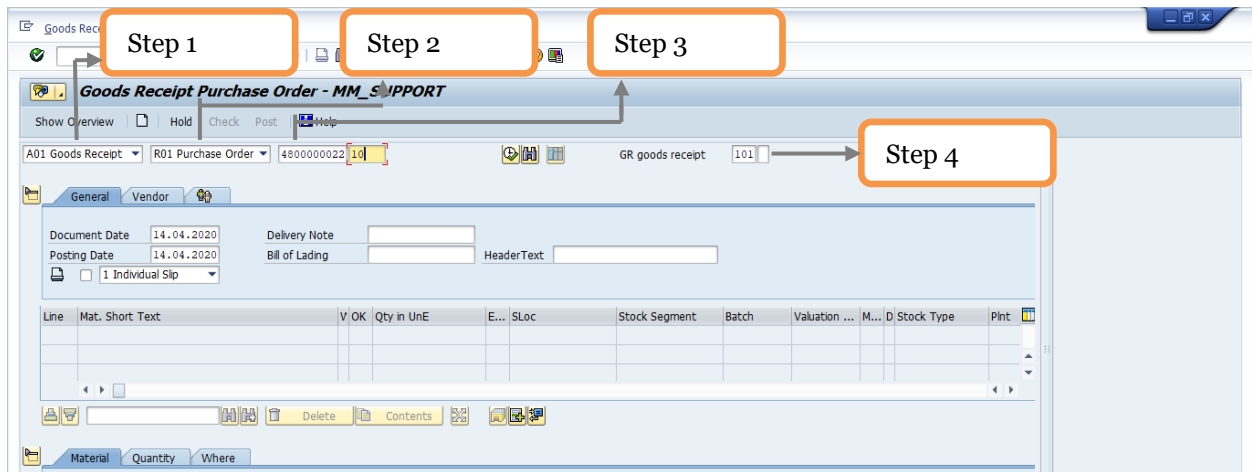 Goods Rece
Step 1
Step 2
Step 3
Goods Receipt Purchase Order - MM_SUPPORT
Show Overview Hold Check Post Help
A01 Goods Receipt R01 Purchase Order 4800000022 10 GR goods receipt 101
Step 4
General Vendor
Document Date 14.04.2020 Delivery Note
Posting Date 14.04.2020 Bill of Lading HeaderText
1 Individual Slip
Line Mat. Short Text V OK Qty in UnE E... SLoc Stock Segment Batch Valuation ... M... D Stock Type Plnt
Delete Contents
Material Quantity Where